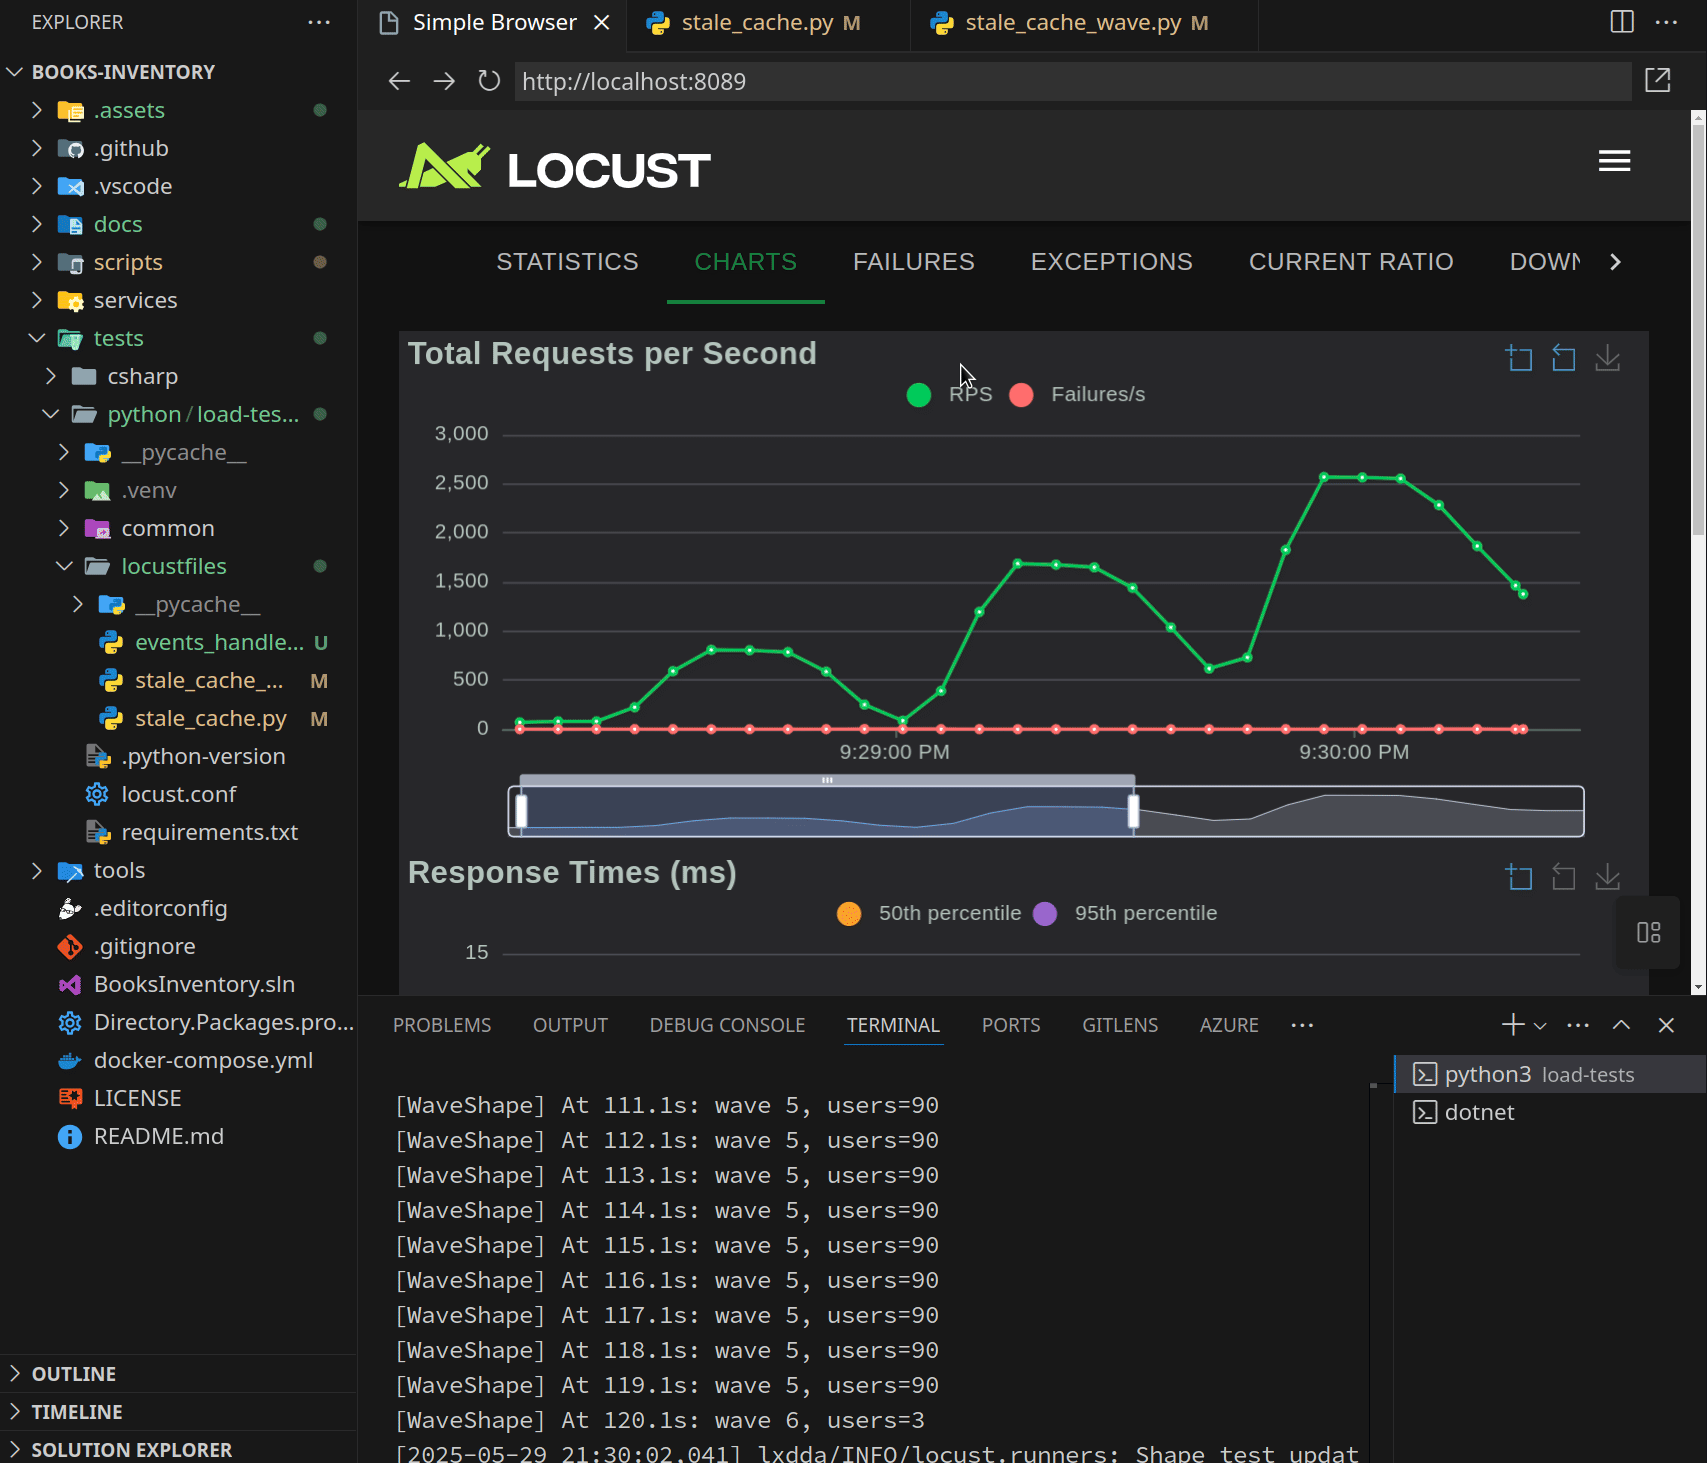 EXPLORER
BOOKS-INVENTORY
.assets
.github
.vscode
docs
scripts
services
tests
csharp
python/load-tes...
__pycache__
.venv
common
locustfiles
__pycache__
events_handle... U
stale_cache_... M
stale_cache.py M
.python-version
locust.conf
requirements.txt
tools
.editorconfig
.gitignore
BooksInventory.sln
Directory.Packages.pro...
docker-compose.yml
LICENSE
README.md
OUTLINE
TIMELINE
SOLUTION EXPLORER
Simple Browser
stale_cache.py M
stale_cache_wave.py M
http://localhost:8089
LOCUST
STATISTICS CHARTS FAILURES EXCEPTIONS CURRENT RATIO DOWN
Total Requests per Second
RPS Failures/s
3,000
2,500
2,000
1,500
1,000
500
0
9:29:00 PM 9:30:00 PM
Response Times (ms)
50th percentile 95th percentile
15
PROBLEMS OUTPUT DEBUG CONSOLE TERMINAL PORTS GITLENS AZURE
[WaveShape] At 111.1s: wave 5, users=90
[WaveShape] At 112.1s: wave 5, users=90
[WaveShape] At 113.1s: wave 5, users=90
[WaveShape] At 114.1s: wave 5, users=90
[WaveShape] At 115.1s: wave 5, users=90
[WaveShape] At 116.1s: wave 5, users=90
[WaveShape] At 117.1s: wave 5, users=90
[WaveShape] At 118.1s: wave 5, users=90
[WaveShape] At 119.1s: wave 5, users=90
[WaveShape] At 120.1s: wave 6, users=3
[2025-05-29 21:30:02,041] lxdda/INFO/locust.runners: Shape test updat
python3 load-tests
dotnet